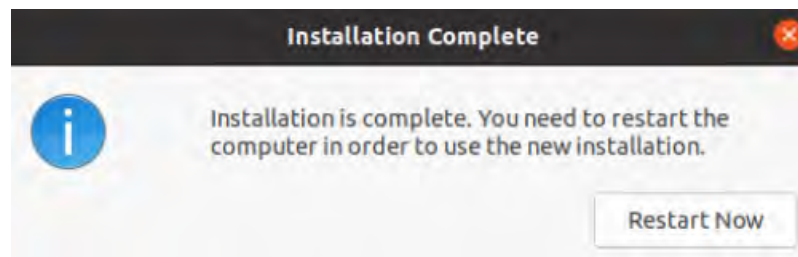 Installation Complete
Installation is complete. You need to restart the
computer in order to use the new installation.
Restart Now